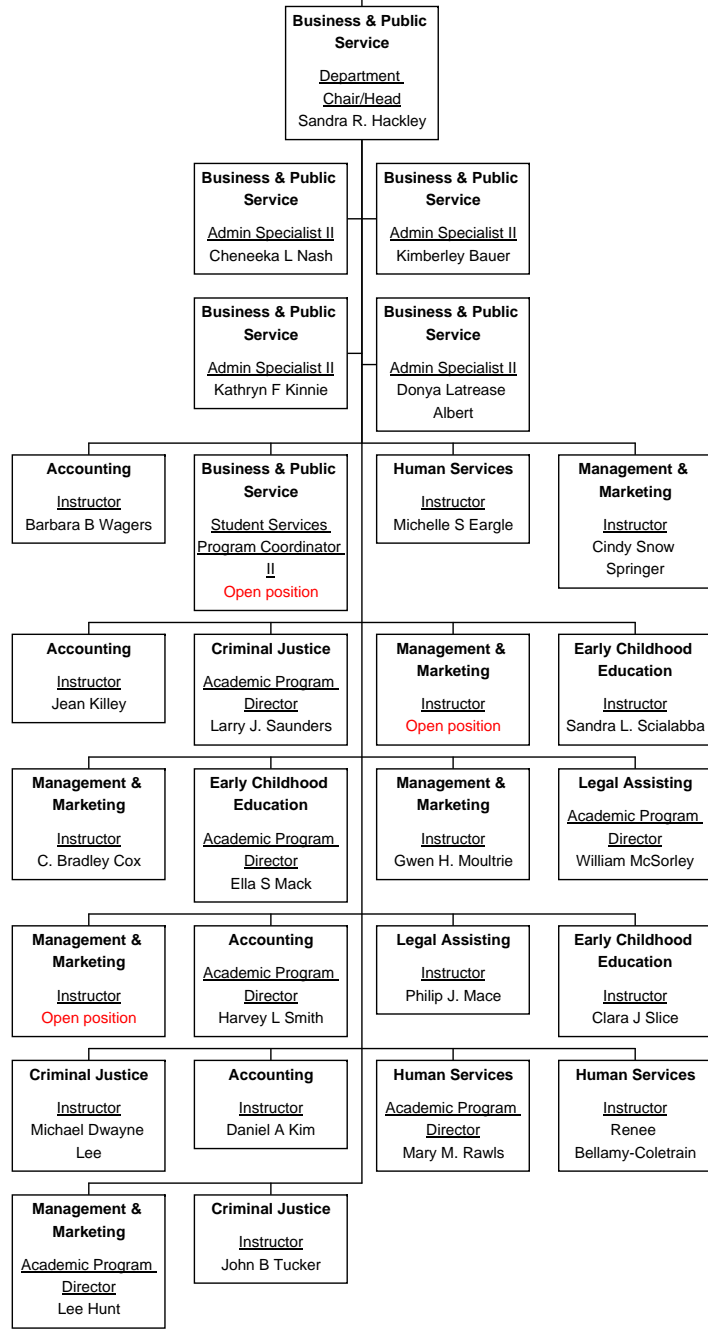 Business & Public
Service
Department
Chair/Head
Sandra R. Hackley
Business & Public
Service
Admin Specialist II
Cheneeka L Nash
Business & Public
Service
Admin Specialist II
Kimberley Bauer
Business & Public
Service
Admin Specialist II
Kathryn F Kinnie
Business & Public
Service
Admin Specialist II
Donya Latrease
Albert
Accounting
Instructor
Barbara B Wagers
Business & Public
Service
Student Services
Program Coordinator
II
Open position
Human Services
Instructor
Michelle S Eargle
Management &
Marketing
Instructor
Cindy Snow
Springer
Accounting
Instructor
Jean Killey
Criminal Justice
Academic Program
Director
Larry J. Saunders
Management &
Marketing
Instructor
Open position
Early Childhood
Education
Instructor
Sandra L. Scialabba
Management &
Marketing
Instructor
C. Bradley Cox
Early Childhood
Education
Academic Program
Director
Ella S Mack
Management &
Marketing
Instructor
Gwen H. Moultrie
Legal Assisting
Academic Program
Director
William McSorley
Management &
Marketing
Instructor
Open position
Accounting
Academic Program
Director
Harvey L Smith
Legal Assisting
Instructor
Philip J. Mace
Early Childhood
Education
Instructor
Clara J Slice
Criminal Justice
Instructor
Michael Dwayne
Lee
Accounting
Instructor
Daniel A Kim
Human Services
Academic Program
Director
Mary M. Rawls
Human Services
Instructor
Renee
Bellamy-Coletrain
Management &
Marketing
Academic Program
Director
Lee Hunt
Criminal Justice
Instructor
John B Tucker